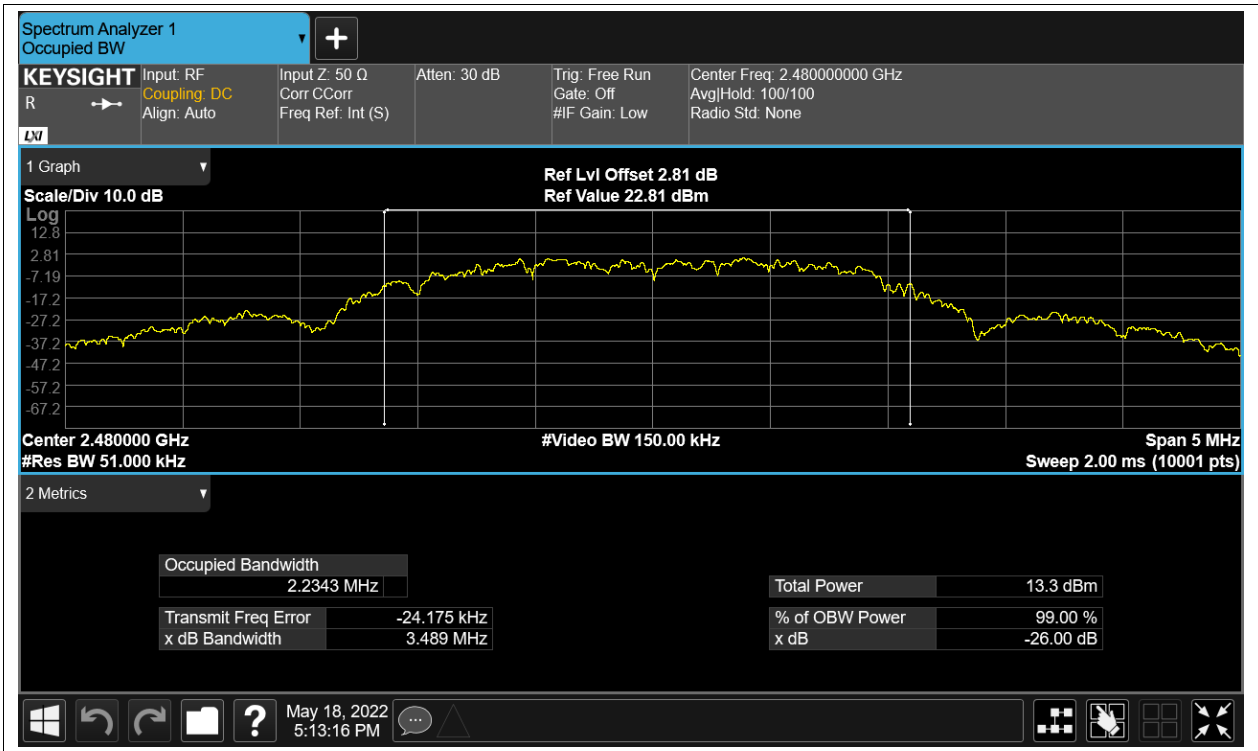 Spectrum Analyzer 1
Occupied BW
KEYSIGHT
R
LXI
Input: RF
Coupling: DC
Align: Auto
Input Z: 50 Ω
Corr CCorr
Freq Ref: Int (S)
Atten: 30 dB
Trig: Free Run
Gate: Off
#IF Gain: Low
Center Freq: 2.480000000 GHz
Avg|Hold: 100/100
Radio Std: None
1 Graph
Scale/Div 10.0 dB
Ref Lvl Offset 2.81 dB
Ref Value 22.81 dBm
Log
12.8
2.81
-7.19
-17.2
-27.2
-37.2
-47.2
-57.2
-67.2
Center 2.480000 GHz
#Res BW 51.000 kHz
#Video BW 150.00 kHz
Span 5 MHz
Sweep 2.00 ms (10001 pts)
2 Metrics
Occupied Bandwidth
2.2343 MHz
Transmit Freq Error -24.175 kHz
x dB Bandwidth 3.489 MHz
Total Power 13.3 dBm
% of OBW Power 99.00 %
x dB -26.00 dB
?
May 18, 2022
5:13:16 PM